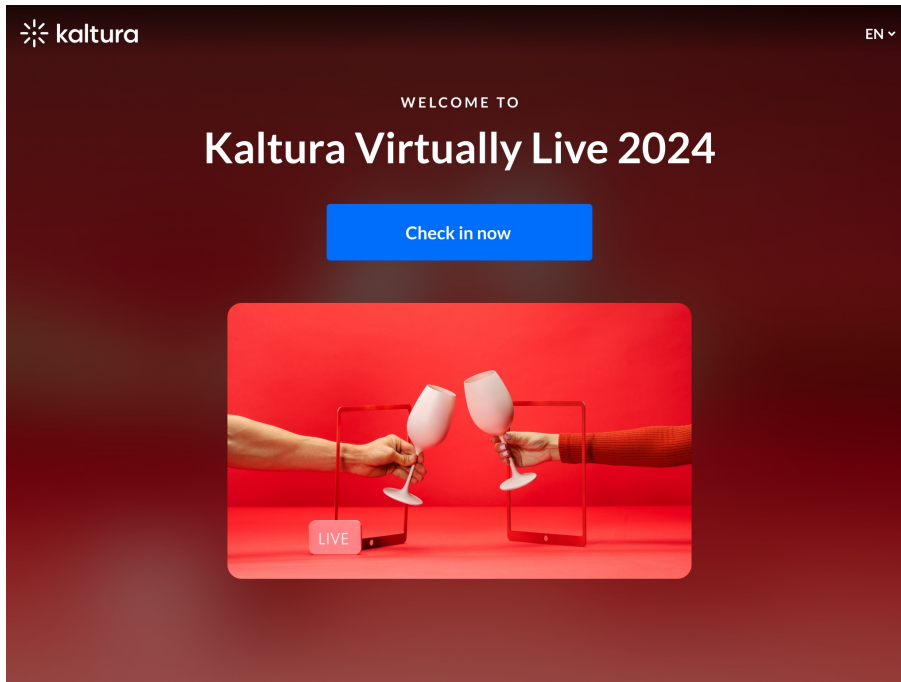 kaltura
EN
WELCOME TO
Kaltura Virtually Live 2024
Check in now
LIVE